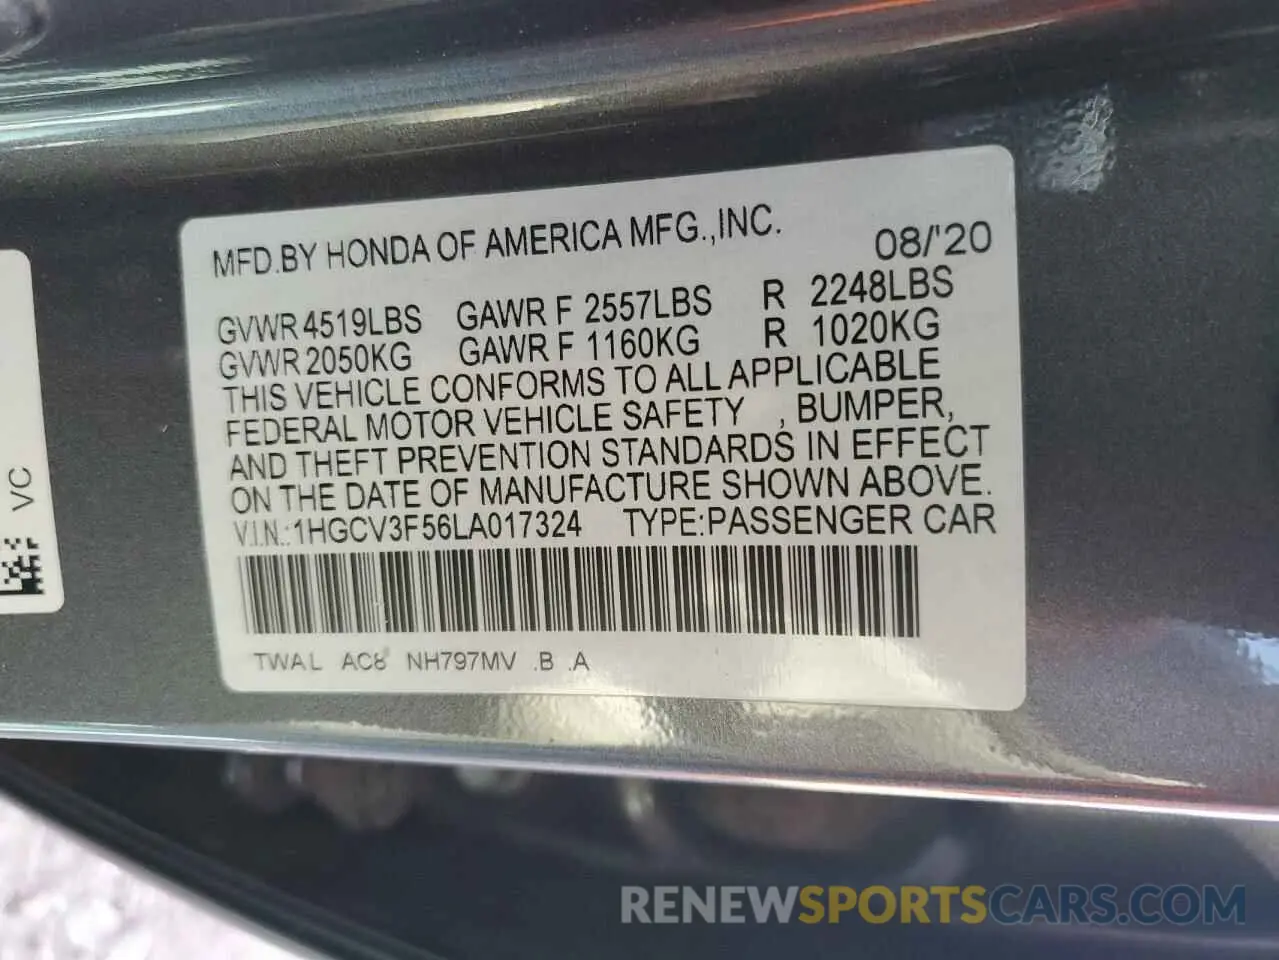 MFD.BY HONDA OF AMERICA MFG.,INC. 08/'20
GVWR 4519LBS GAWR F 2557LBS R 2248LBS
GVWR 2050KG GAWR F 1160KG R 1020KG
THIS VEHICLE CONFORMS TO ALL APPLICABLE
FEDERAL MOTOR VEHICLE SAFETY , BUMPER,
AND THEFT PREVENTION STANDARDS IN EFFECT
ON THE DATE OF MANUFACTURE SHOWN ABOVE.
V.I.N.: 1HGCV3F56LA017324 TYPE:PASSENGER CAR
TWAL AC8 NH797MV .B .A
VC
RENEWSPORTSCARS.COM